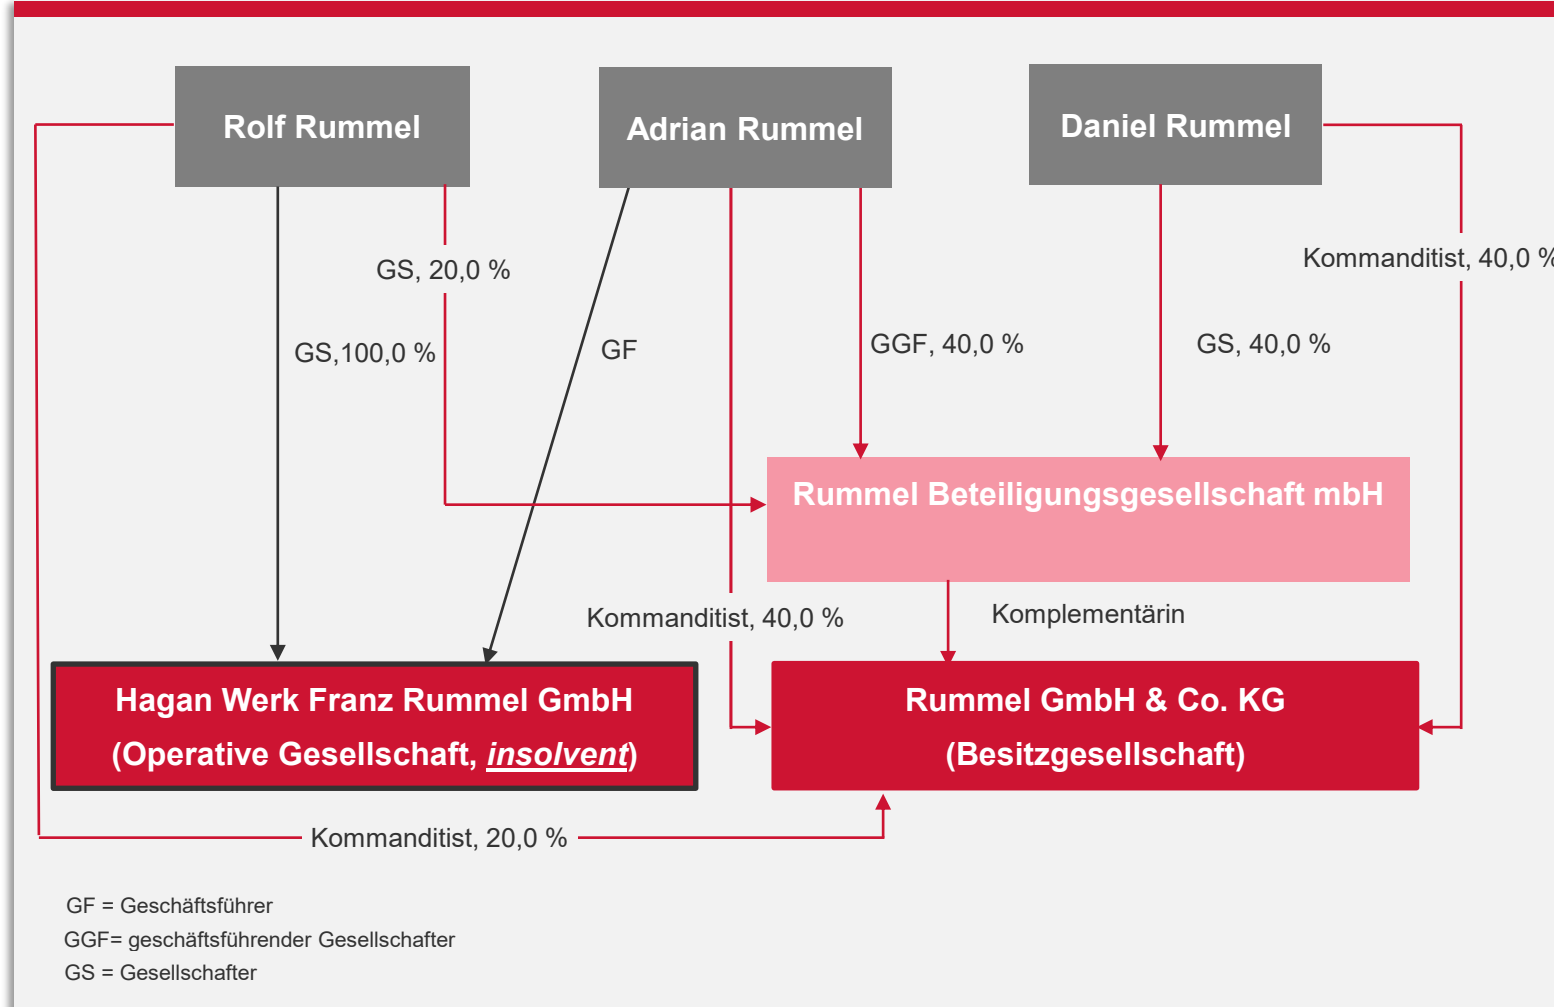 Rolf Rummel
Adrian Rummel
Daniel Rummel
GS, 20,0 %
Kommanditist, 40,0 %
GS,100,0 %
GF
GGF, 40,0 %
GS, 40,0 %
Rummel Beteiligungsgesellschaft mbH
Kommanditist, 40,0 %
Komplementärin
Hagan Werk Franz Rummel GmbH
(Operative Gesellschaft, insolvent)
Rummel GmbH & Co. KG
(Besitzgesellschaft)
Kommanditist, 20,0 %
GF = Geschäftsführer
GGF= geschäftsführender Gesellschafter
GS = Gesellschafter